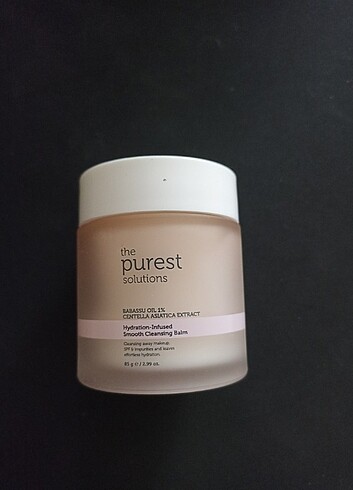 the
purest
solutions
BABASSU OIL 1%
CENTELLA ASIATICA EXTRACT
Hydration-Infused
Smooth Cleansing Balm
Cleansing away makeup,
SPF & impurities and leaves
effortless hydration.
85 g ℮ / 2.99 oz.